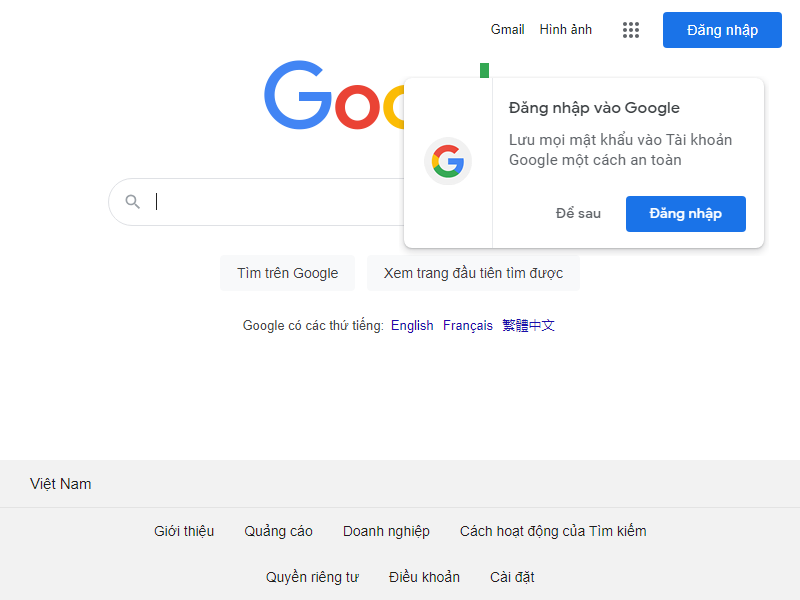 Gmail Hình ảnh Đăng nhập
Đăng nhập vào Google
Lưu mọi mật khẩu vào Tài khoản
Google một cách an toàn
Để sau Đăng nhập
Tìm trên Google Xem trang đầu tiên tìm được
Google có các thứ tiếng: English Français 繁體中文
Việt Nam
Giới thiệu Quảng cáo Doanh nghiệp Cách hoạt động của Tìm kiếm
Quyền riêng tư Điều khoản Cài đặt